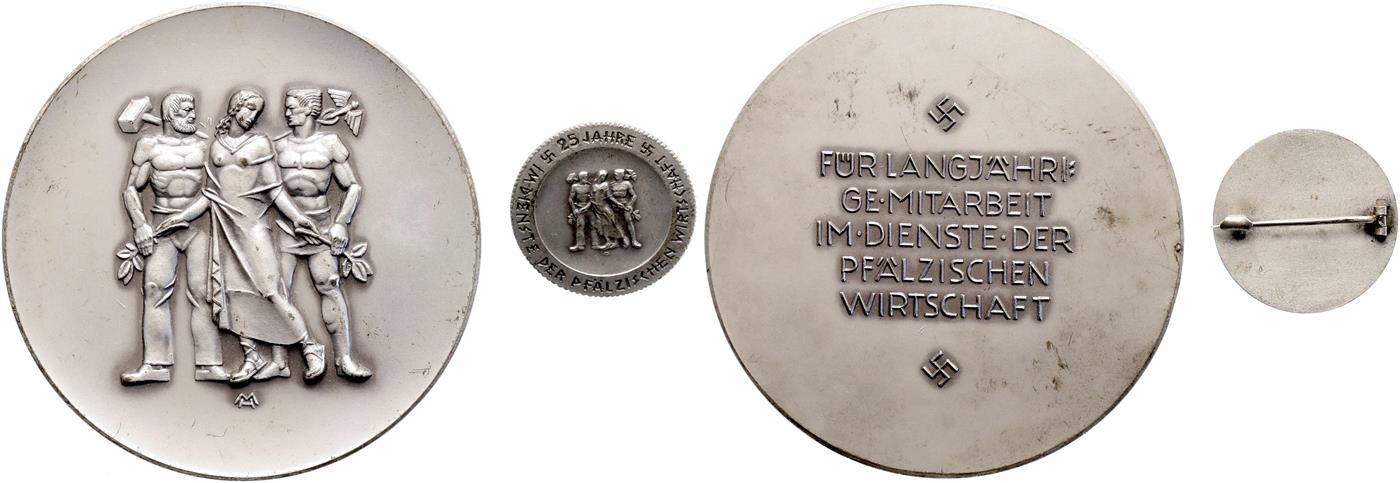 25 JAHRE
IM DIENSTE DER PFÄLZISCHEN WIRTSCHAFT
FÜR LANGJÄHRI=
GE·MITARBEIT
IM·DIENSTE·DER
PFÄLZISCHEN
WIRTSCHAFT